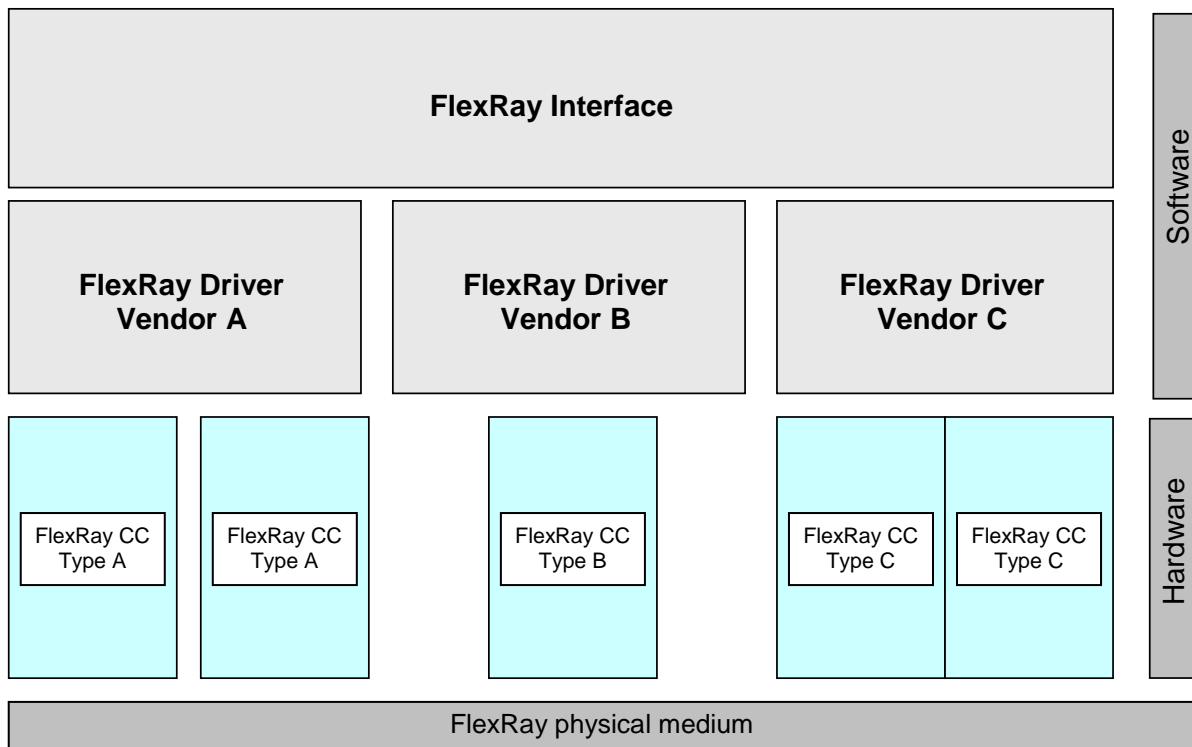 FlexRay Interface
Software
FlexRay Driver
Vendor A
FlexRay Driver
Vendor B
FlexRay Driver
Vendor C
FlexRay CC
Type A
FlexRay CC
Type A
FlexRay CC
Type B
FlexRay CC
Type C
FlexRay CC
Type C
Hardware
FlexRay physical medium